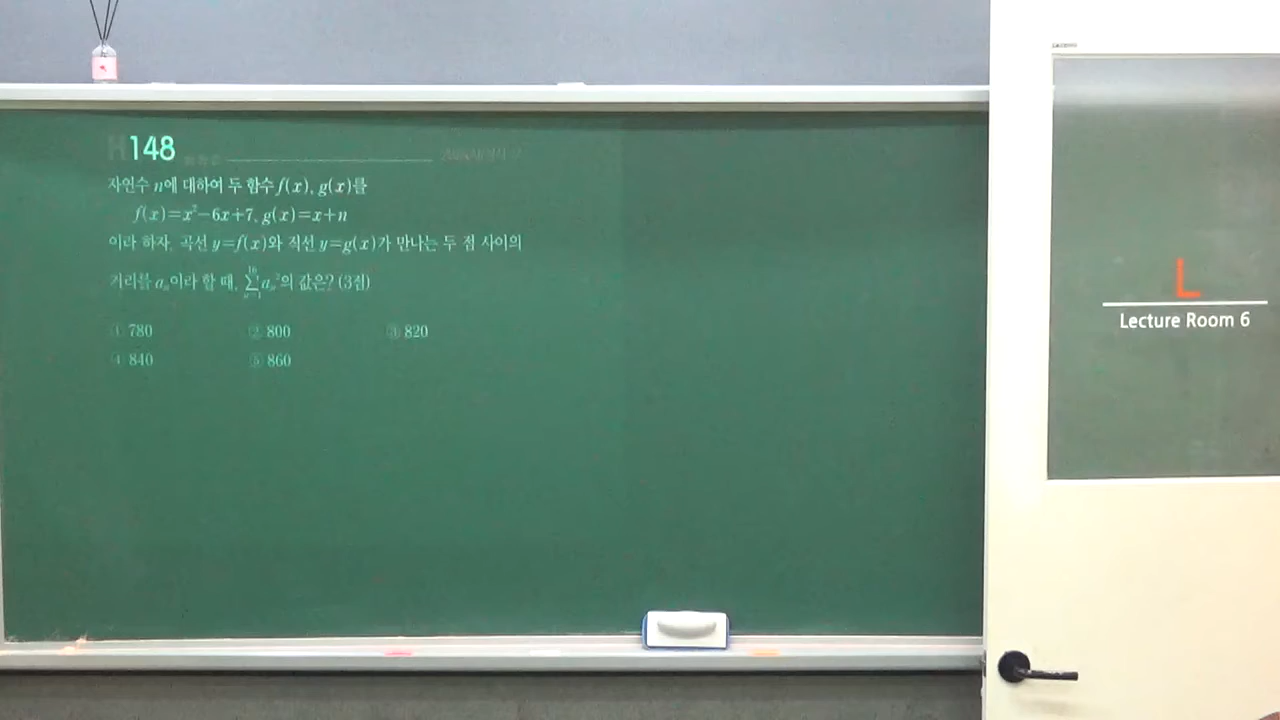 H148
자연수 n에 대하여 두 함수 f(x), g(x)를
f(x)=x²-6x+7, g(x)=x+n
이라 하자. 곡선 y=f(x)와 직선 y=g(x)가 만나는 두 점 사이의
거리를 aₙ이라 할 때, ∑ₙ₌₁¹⁰ aₙ²의 값은? (3점)
① 780 ② 800 ③ 820
④ 840 ⑤ 860
L
Lecture Room 6